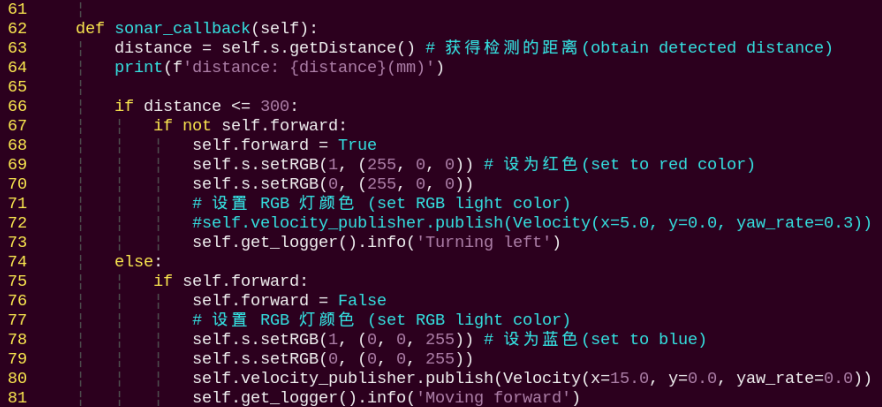 61
62     def sonar_callback(self):
63         distance = self.s.getDistance() # 获得检测的距离(obtain detected distance)
64         print(f'distance: {distance}(mm)')
65
66         if distance <= 300:
67             if not self.forward:
68                 self.forward = True
69                 self.s.setRGB(1, (255, 0, 0)) # 设为红色(set to red color)
70                 self.s.setRGB(0, (255, 0, 0))
71                 # 设置 RGB 灯颜色 (set RGB light color)
72                 #self.velocity_publisher.publish(Velocity(x=5.0, y=0.0, yaw_rate=0.3))
73                 self.get_logger().info('Turning left')
74         else:
75             if self.forward:
76                 self.forward = False
77                 # 设置 RGB 灯颜色 (set RGB light color)
78                 self.s.setRGB(1, (0, 0, 255)) # 设为蓝色(set to blue)
79                 self.s.setRGB(0, (0, 0, 255))
80                 self.velocity_publisher.publish(Velocity(x=15.0, y=0.0, yaw_rate=0.0))
81                 self.get_logger().info('Moving forward')